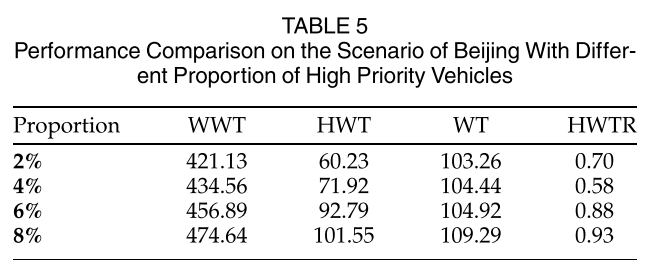 TABLE 5
Performance Comparison on the Scenario of Beijing With Differ-
ent Proportion of High Priority Vehicles
Proportion WWT HWT WT HWTR
2% 421.13 60.23 103.26 0.70
4% 434.56 71.92 104.44 0.58
6% 456.89 92.79 104.92 0.88
8% 474.64 101.55 109.29 0.93